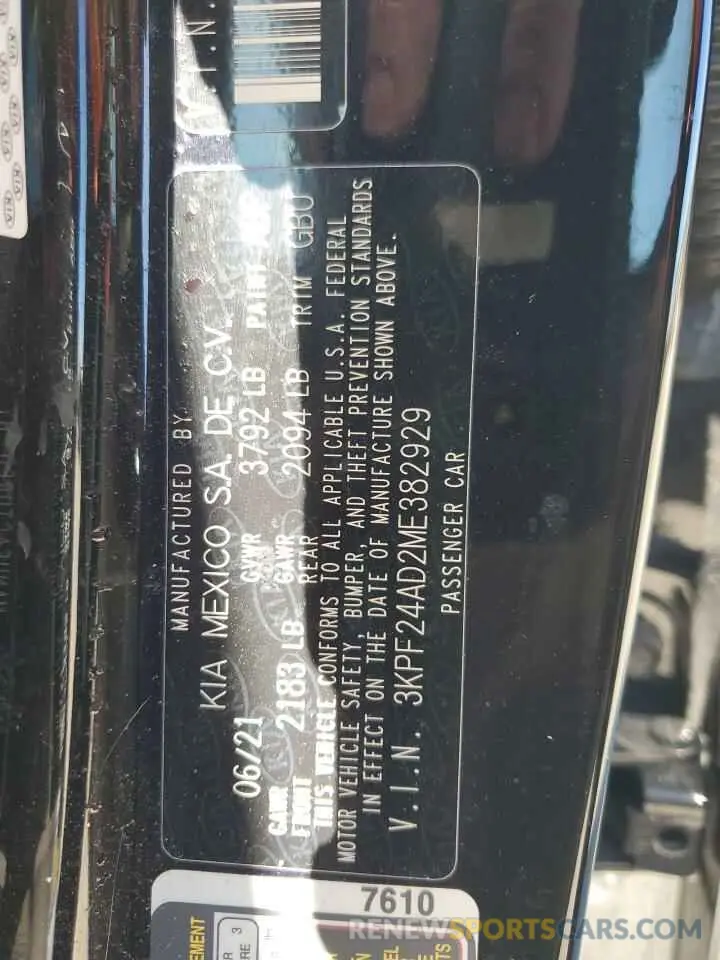 V.I.N.
MANUFACTURED BY
KIA MEXICO S.A. DE C.V.
06/21 GVWR 3792 LB PAINT
GAWR FRONT 2183 LB GAWR REAR 2094 LB TRIM GBU
THIS VEHICLE CONFORMS TO ALL APPLICABLE U.S.A. FEDERAL
MOTOR VEHICLE SAFETY, BUMPER, AND THEFT PREVENTION STANDARDS
IN EFFECT ON THE DATE OF MANUFACTURE SHOWN ABOVE.
V.I.N. 3KPF24AD2ME382929
PASSENGER CAR
7610
RENEWSPORTSCARS.COM